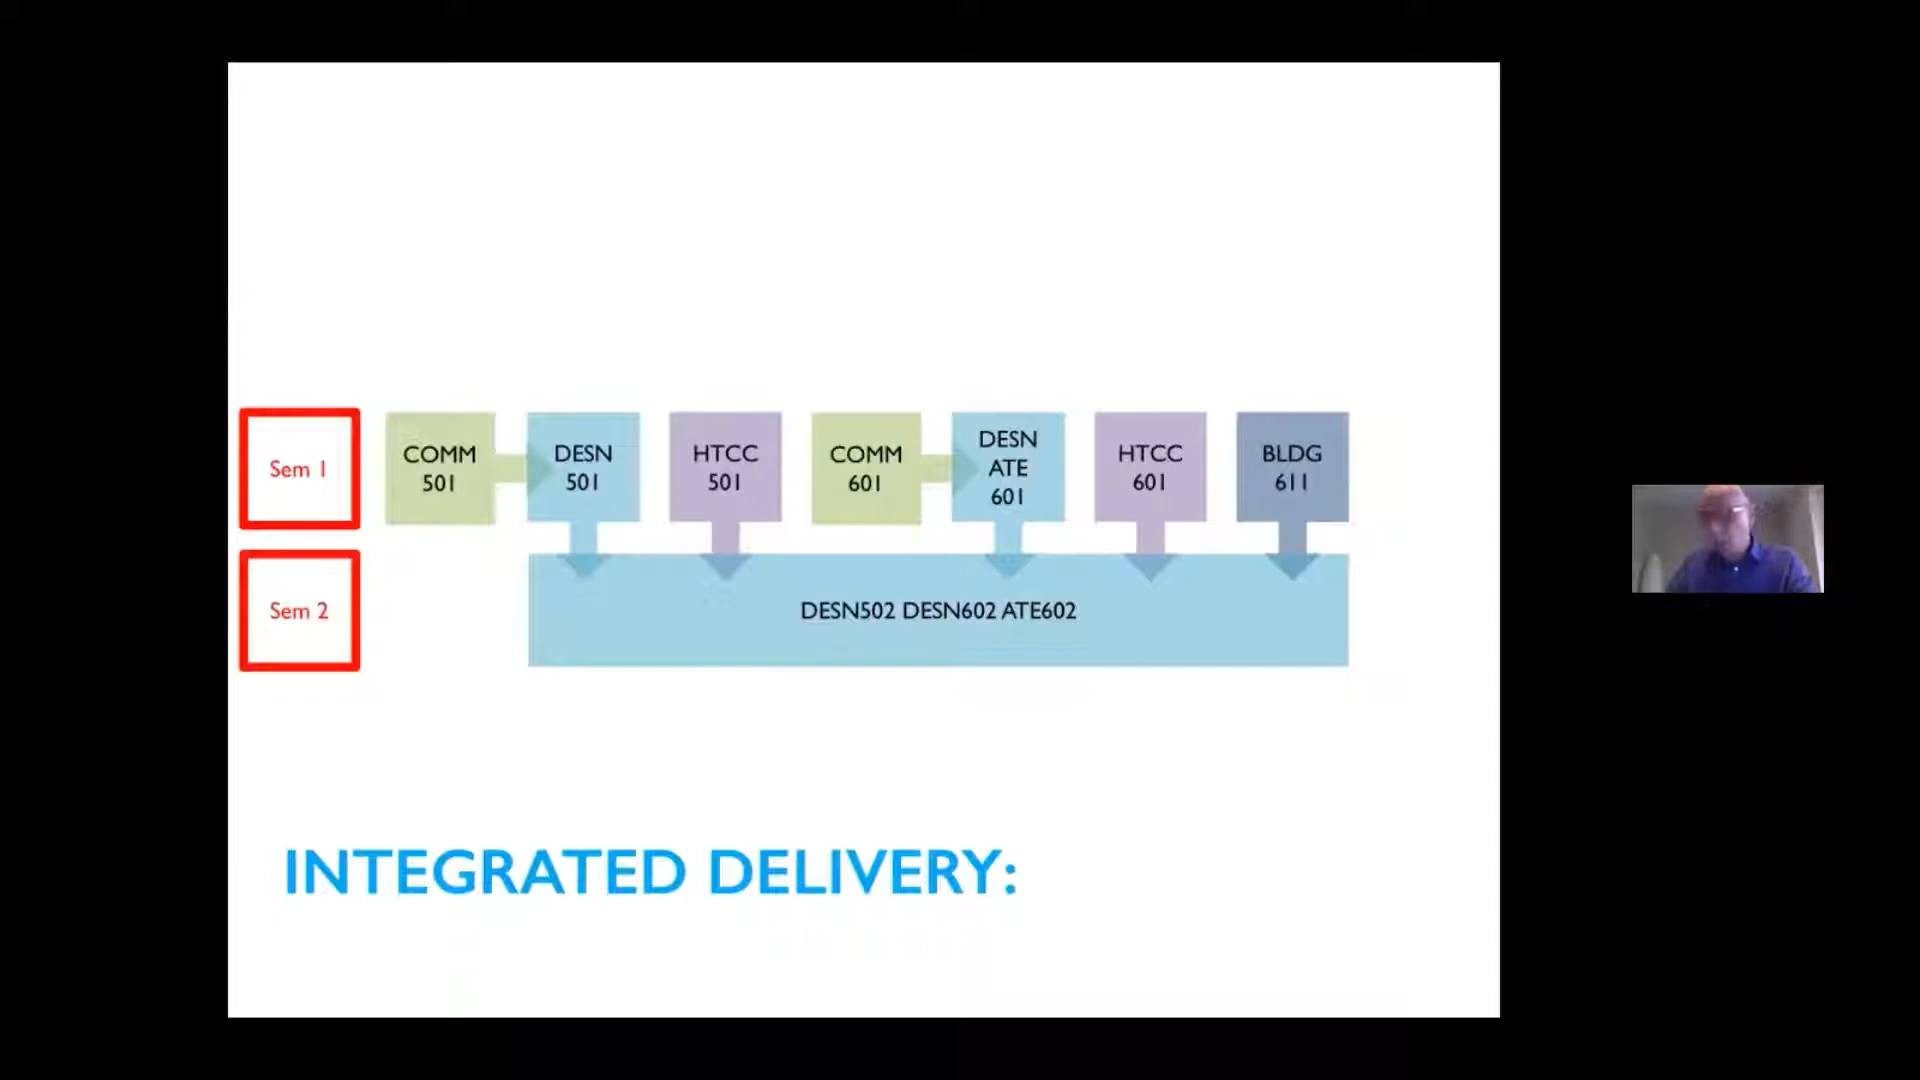 Sem 1
COMM
501
DESN
501
HTCC
501
COMM
601
DESN
ATE
601
HTCC
601
BLDG
611
Sem 2
DESN502 DESN602 ATE602
INTEGRATED DELIVERY: